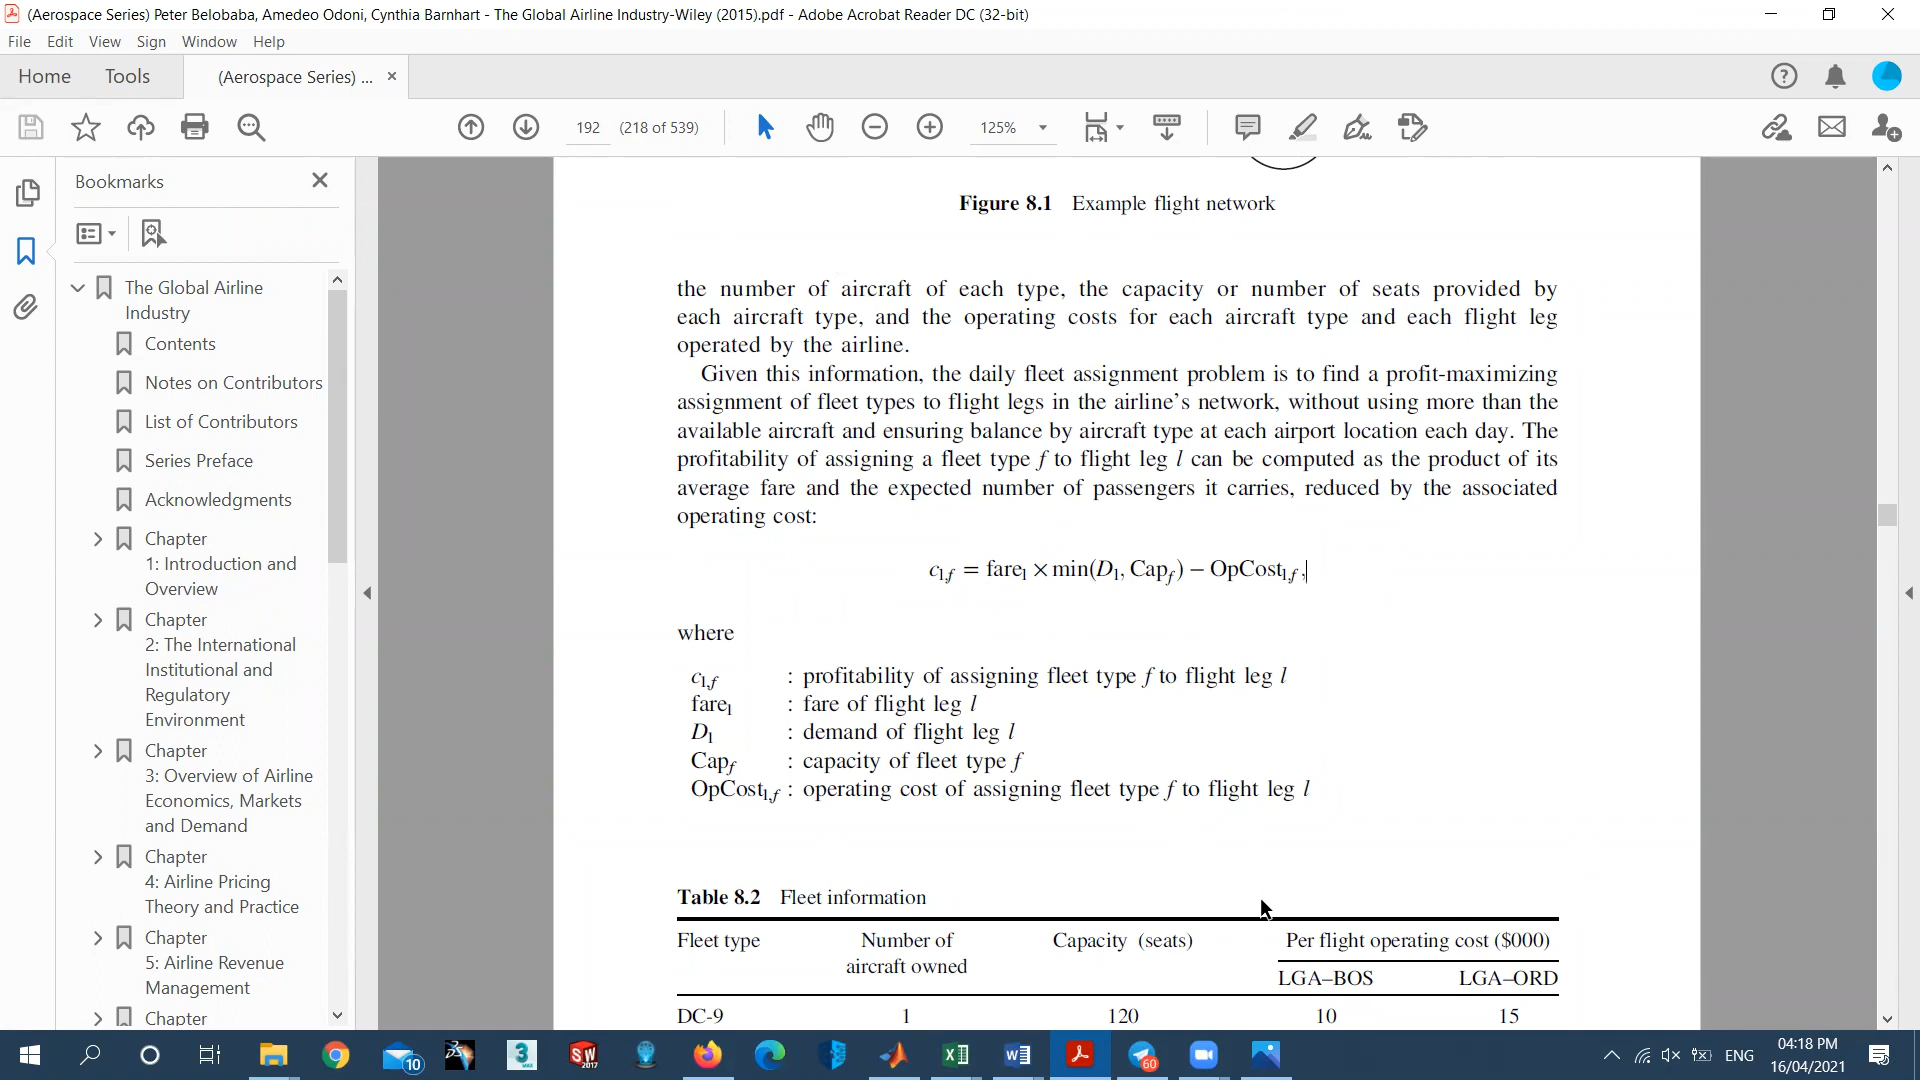 (Aerospace Series) Peter Belobaba, Amedeo Odoni, Cynthia Barnhart - The Global Airline Industry-Wiley (2015).pdf - Adobe Acrobat Reader DC (32-bit)
File Edit View Sign Window Help
Home Tools (Aerospace Series) ... ×
192 (218 of 539) 125%
Bookmarks
The Global Airline
Industry
Contents
Notes on Contributors
List of Contributors
Series Preface
Acknowledgments
Chapter
1: Introduction and
Overview
Chapter
2: The International
Institutional and
Regulatory
Environment
Chapter
3: Overview of Airline
Economics, Markets
and Demand
Chapter
4: Airline Pricing
Theory and Practice
Chapter
5: Airline Revenue
Management
Chapter
Figure 8.1 Example flight network
the number of aircraft of each type, the capacity or number of seats provided by
each aircraft type, and the operating costs for each aircraft type and each flight leg
operated by the airline.
Given this information, the daily fleet assignment problem is to find a profit-maximizing
assignment of fleet types to flight legs in the airline's network, without using more than the
available aircraft and ensuring balance by aircraft type at each airport location each day. The
profitability of assigning a fleet type f to flight leg l can be computed as the product of its
average fare and the expected number of passengers it carries, reduced by the associated
operating cost:
c_{l,f} = fare_l × min(D_l, Cap_f) − OpCost_{l,f},
where
c_{l,f} : profitability of assigning fleet type f to flight leg l
fare_l : fare of flight leg l
D_l : demand of flight leg l
Cap_f : capacity of fleet type f
OpCost_{l,f} : operating cost of assigning fleet type f to flight leg l
Table 8.2 Fleet information
Fleet type Number of Capacity (seats) Per flight operating cost ($000)
aircraft owned
LGA–BOS LGA–ORD
DC-9 1 120 10 15
10
3
MAX
SW
2017
60
ENG
04:18 PM
16/04/2021